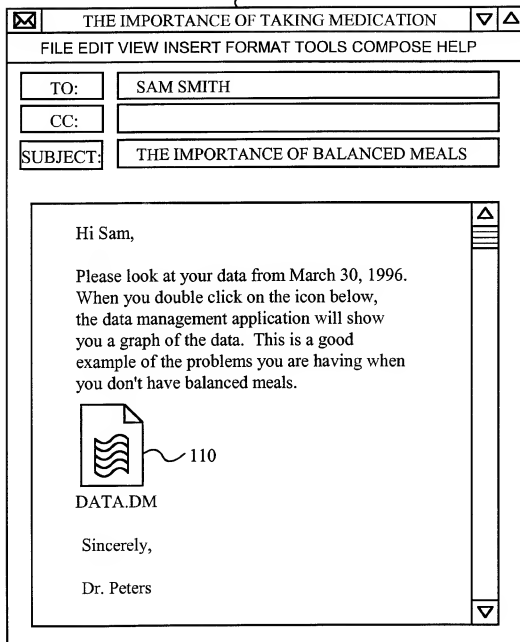 THE IMPORTANCE OF TAKING MEDICATION
FILE EDIT VIEW INSERT FORMAT TOOLS COMPOSE HELP
TO: SAM SMITH
CC:
SUBJECT: THE IMPORTANCE OF BALANCED MEALS
Hi Sam,
Please look at your data from March 30, 1996.
When you double click on the icon below,
the data management application will show
you a graph of the data. This is a good
example of the problems you are having when
you don't have balanced meals.
110
DATA.DM
Sincerely,
Dr. Peters